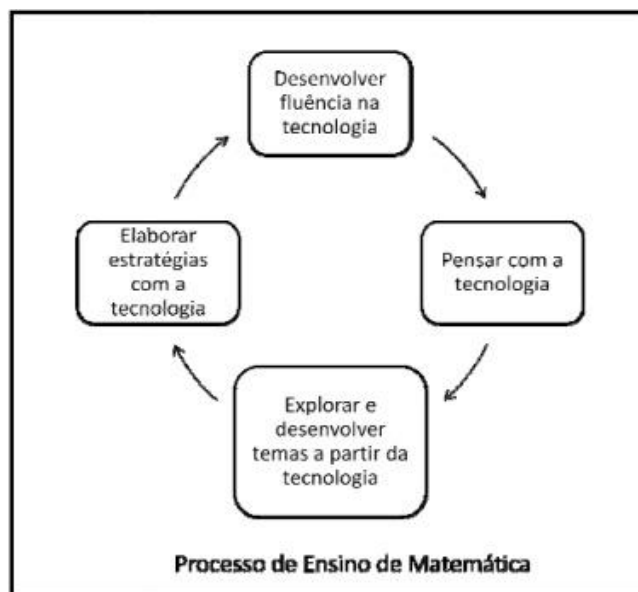 Desenvolver
fluência na
tecnologia
Pensar com a
tecnologia
Explorar e
desenvolver
temas a partir da
tecnologia
Elaborar
estratégias
com a
tecnologia
Processo de Ensino de Matemática